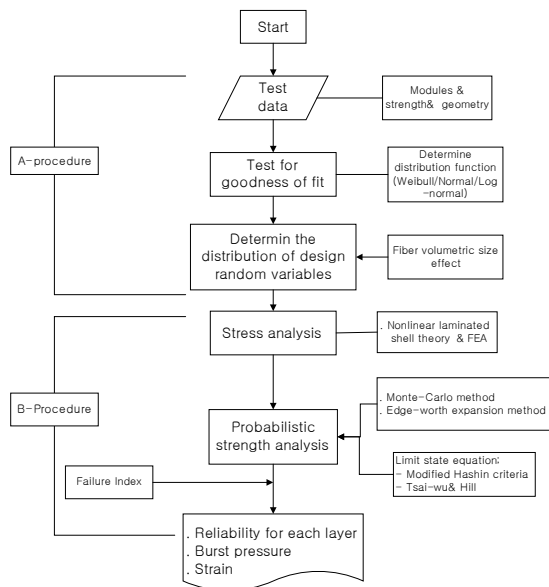 Start
Test
data
Modules &
strength& geometry
A-procedure
Test for
goodness of fit
Determine
distribution function
(Weibull/Normal/Log
-normal)
Determin the
distribution of design
random variables
Fiber volumetric size
effect
Stress analysis
. Nonlinear laminated
shell theory & FEA
B-Procedure
Probabilistic
strength analysis
. Monte-Carlo method
. Edge-worth expansion method
Limit state equation;
- Modified Hashin criteria
- Tsai-wu& Hill
Failure Index
. Reliability for each layer
. Burst pressure
. Strain